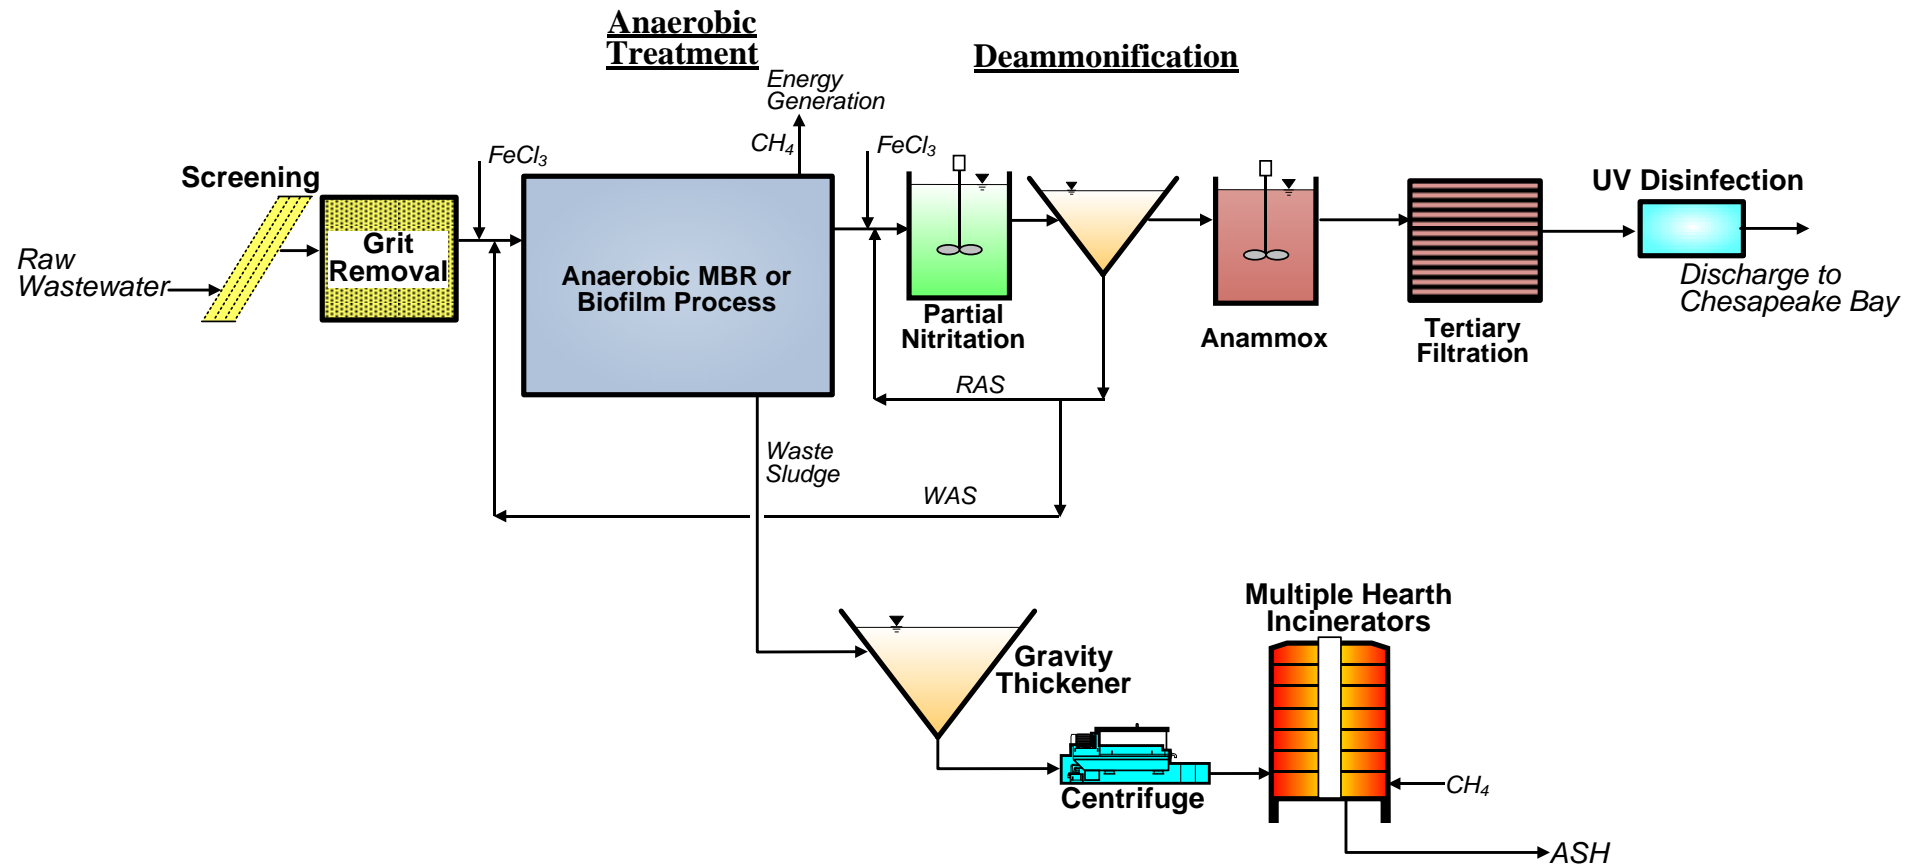 Anaerobic
Treatment
Deammonification
Energy
Generation
CH₄
FeCl₃
FeCl₃
Screening
UV Disinfection
Grit
Removal
Raw
Wastewater
Anaerobic MBR or
Biofilm Process
Discharge to
Chesapeake Bay
Partial
Nitritation
Anammox
Tertiary
Filtration
RAS
Waste
Sludge
WAS
Multiple Hearth
Incinerators
Gravity
Thickener
Centrifuge
CH₄
ASH